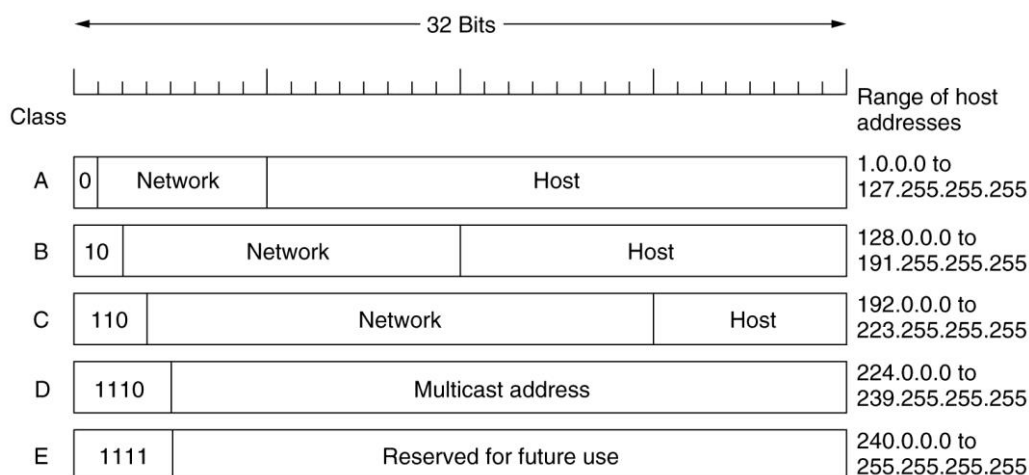 32 Bits
Class
Range of host
addresses
A
0
Network
Host
1.0.0.0 to
127.255.255.255
B
10
Network
Host
128.0.0.0 to
191.255.255.255
C
110
Network
Host
192.0.0.0 to
223.255.255.255
D
1110
Multicast address
224.0.0.0 to
239.255.255.255
E
1111
Reserved for future use
240.0.0.0 to
255.255.255.255